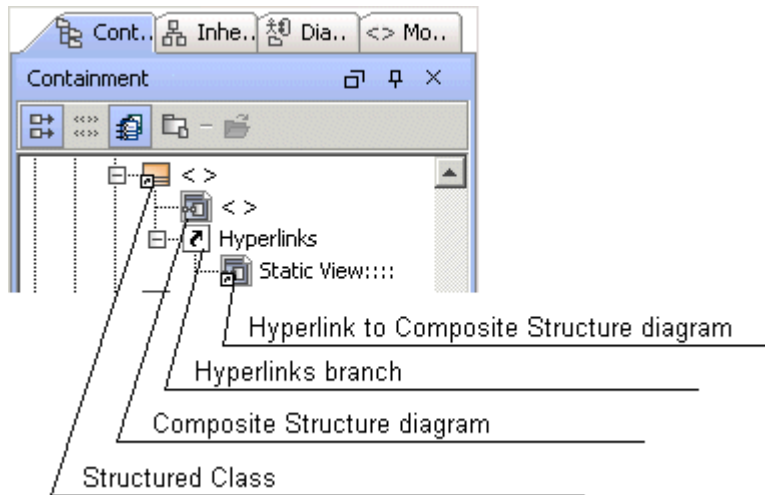 Cont.. Inhe.. Dia.. <> Mo..
Containment
< >
< >
Hyperlinks
Static View::::
Hyperlink to Composite Structure diagram
Hyperlinks branch
Composite Structure diagram
Structured Class